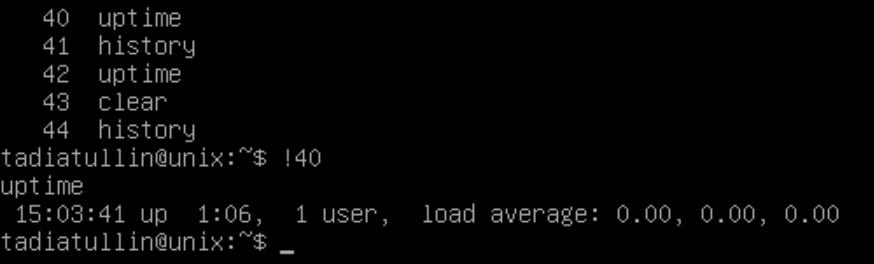 40  uptime
41  history
42  uptime
43  clear
44  history
tadiatullin@unix:~$ !40
uptime
 15:03:41 up  1:06,  1 user,  load average: 0.00, 0.00, 0.00
tadiatullin@unix:~$ _